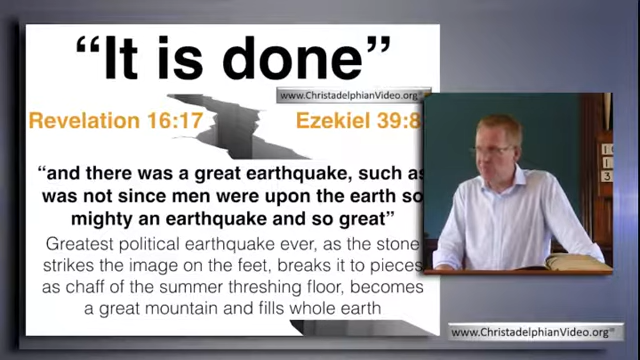 “It is done”
www.ChristadelphianVideo.org™
Revelation 16:17 Ezekiel 39:8
“and there was a great earthquake, such as
was not since men were upon the earth so
mighty an earthquake and so great”
Greatest political earthquake ever, as the stone
strikes the image on the feet, breaks it to pieces
as chaff of the summer threshing floor, becomes
a great mountain and fills whole earth
www.ChristadelphianVideo.org™